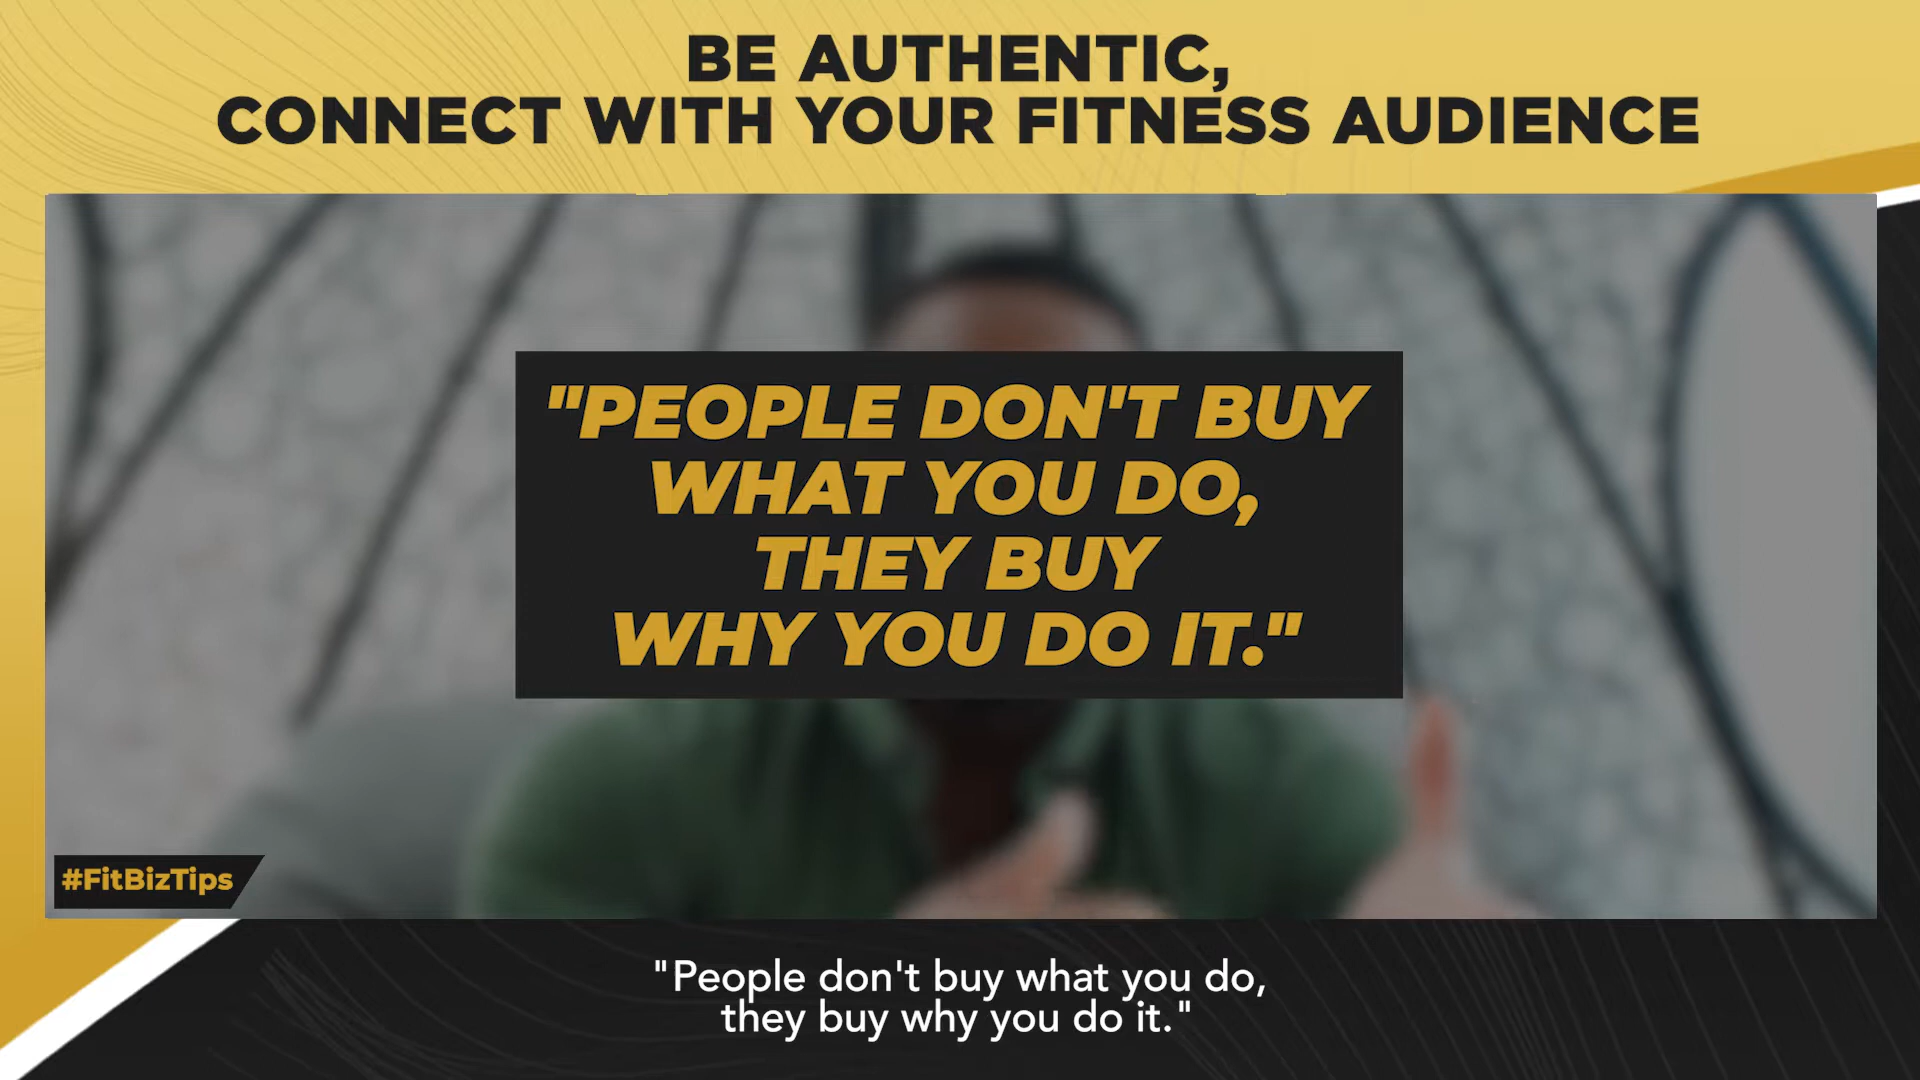 BE AUTHENTIC,
CONNECT WITH YOUR FITNESS AUDIENCE
"PEOPLE DON'T BUY
WHAT YOU DO,
THEY BUY
WHY YOU DO IT."
#FitBizTips
"People don't buy what you do,
they buy why you do it."